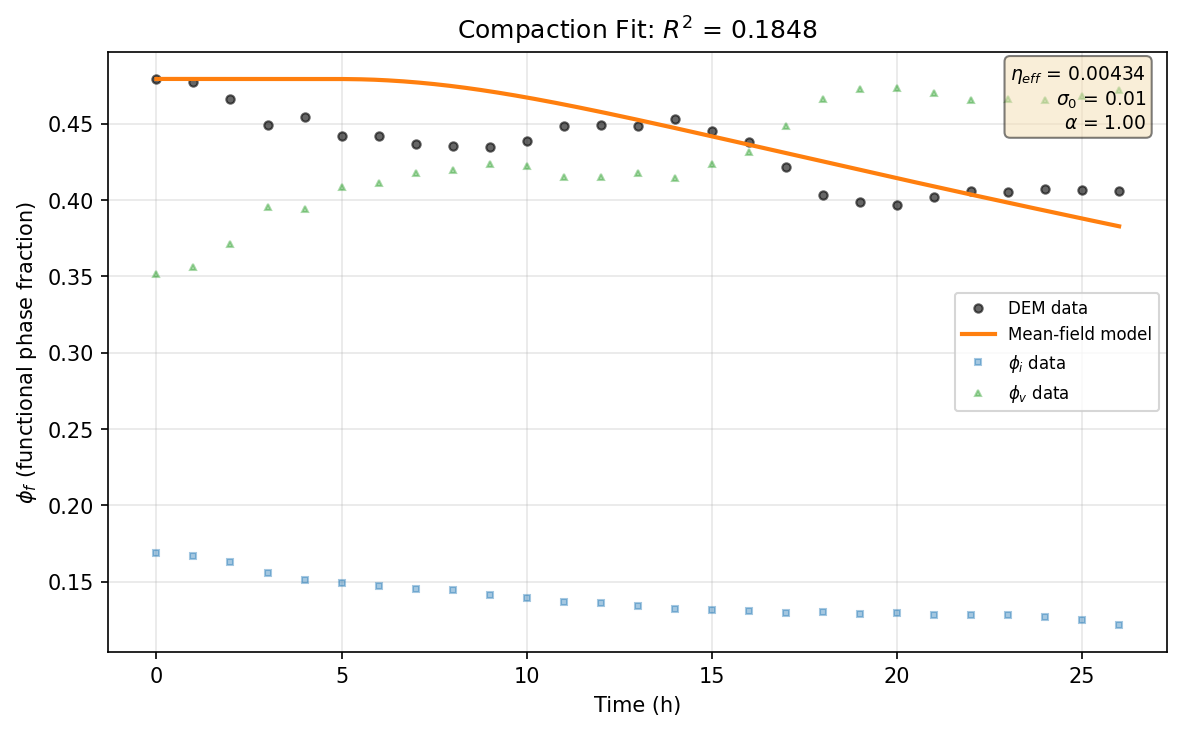 Compaction Fit: R² = 0.1848
η_eff = 0.00434
σ₀ = 0.01
α = 1.00
0.45
0.40
0.35
0.30
0.25
0.20
0.15
ϕ_f (functional phase fraction)
DEM data
Mean-field model
ϕ_i data
ϕ_v data
0 5 10 15 20 25
Time (h)